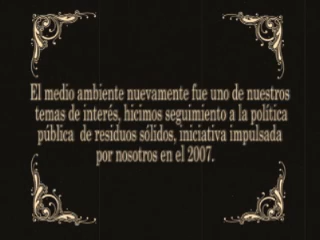 El medio ambiente nuevamente fue uno de nuestros
temas de interés, hicimos seguimiento a la política
pública de residuos sólidos, iniciativa impulsada
por nosotros en el 2007.